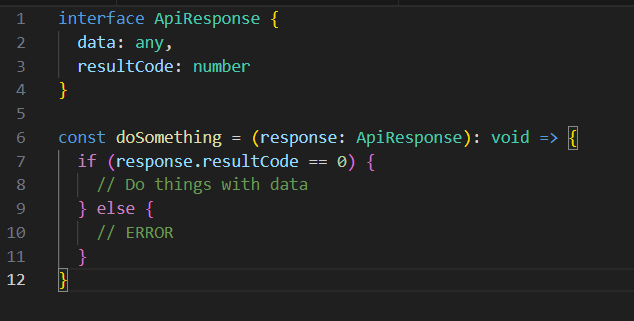 1 interface ApiResponse {
2   data: any,
3   resultCode: number
4 }
5
6 const doSomething = (response: ApiResponse): void => {
7   if (response.resultCode == 0) {
8     // Do things with data
9   } else {
10     // ERROR
11   }
12 }